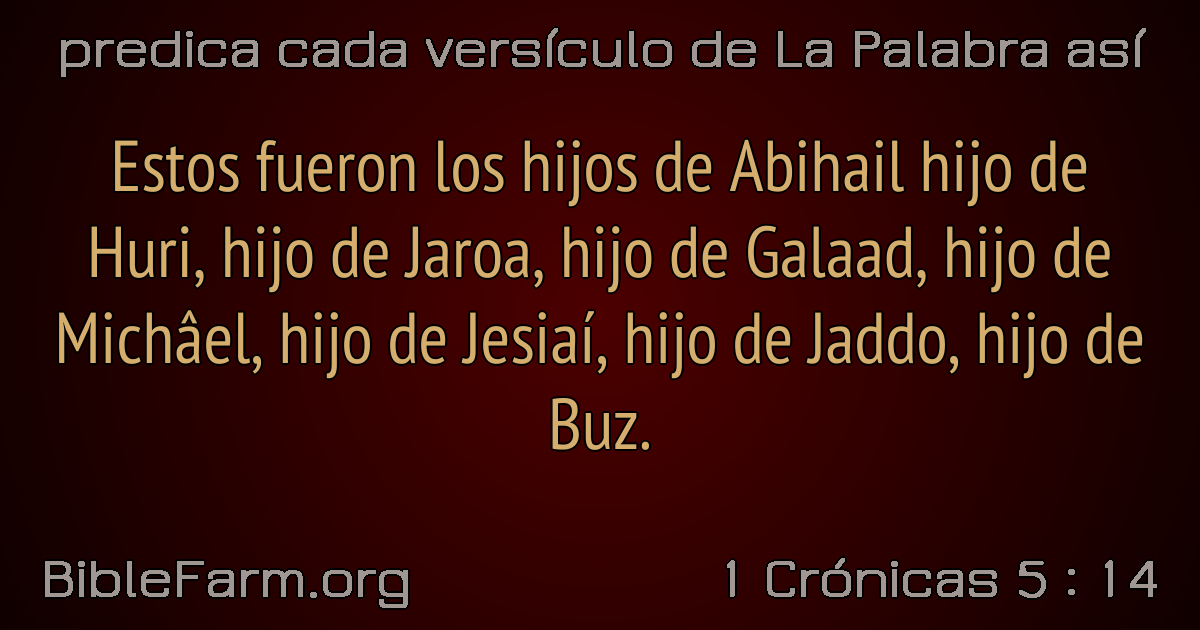 predica cada versículo de La Palabra así
Estos fueron los hijos de Abihail hijo de
Huri, hijo de Jaroa, hijo de Galaad, hijo de
Michâel, hijo de Jesiaí, hijo de Jaddo, hijo de
Buz.
BibleFarm.org
1 Crónicas 5 : 14